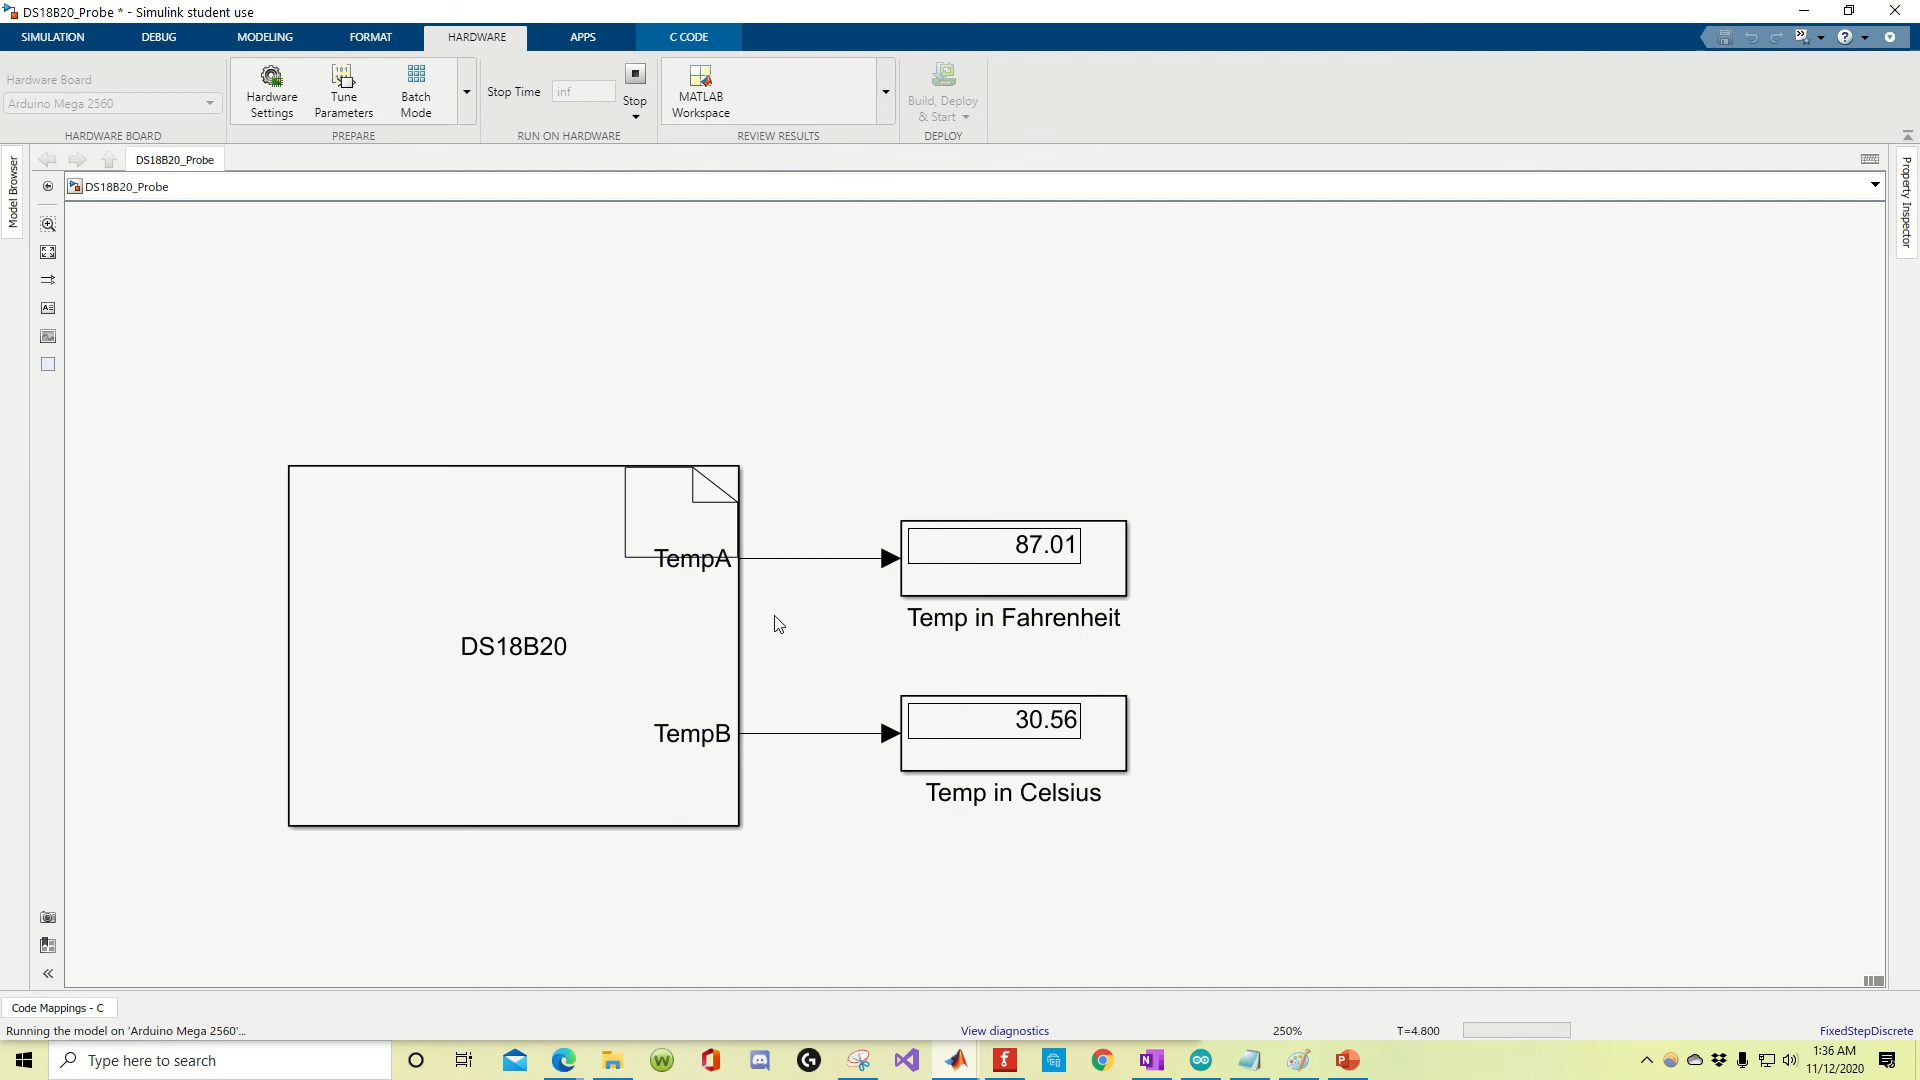 DS18B20_Probe * - Simulink student use
SIMULATION
DEBUG
MODELING
FORMAT
HARDWARE
APPS
C CODE
Hardware Board
Arduino Mega 2560
HARDWARE BOARD
Hardware
Settings
Tune
Parameters
Batch
Mode
PREPARE
Stop Time
inf
Stop
RUN ON HARDWARE
MATLAB
Workspace
REVIEW RESULTS
Build, Deploy
& Start
DEPLOY
Model Browser
DS18B20_Probe
DS18B20_Probe
Property Inspector
DS18B20
TempA
TempB
87.01
Temp in Fahrenheit
30.56
Temp in Celsius
Code Mappings - C
Running the model on 'Arduino Mega 2560'...
View diagnostics
250%
T=4.800
FixedStepDiscrete
Type here to search
1:36 AM
11/12/2020